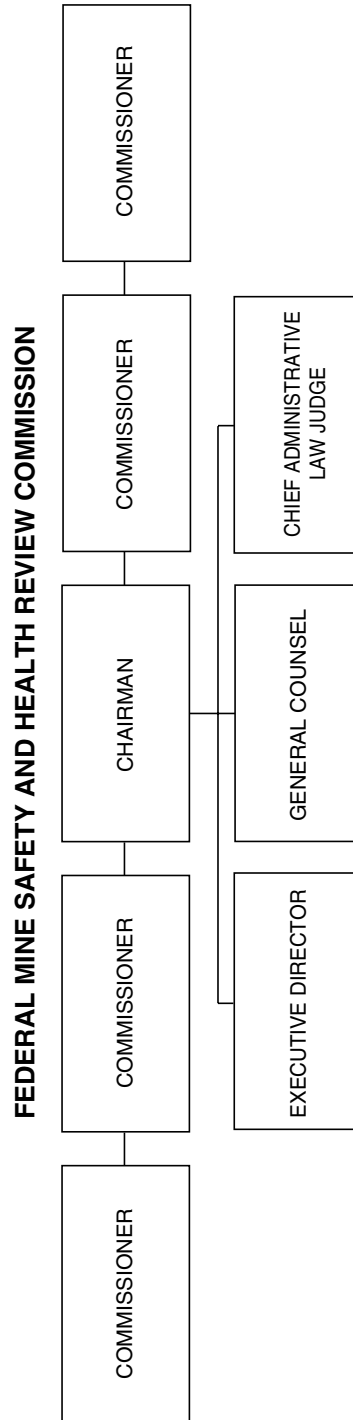 FEDERAL MINE SAFETY AND HEALTH REVIEW COMMISSION
COMMISSIONER
COMMISSIONER
CHAIRMAN
COMMISSIONER
COMMISSIONER
EXECUTIVE DIRECTOR
GENERAL COUNSEL
CHIEF ADMINISTRATIVE
LAW JUDGE